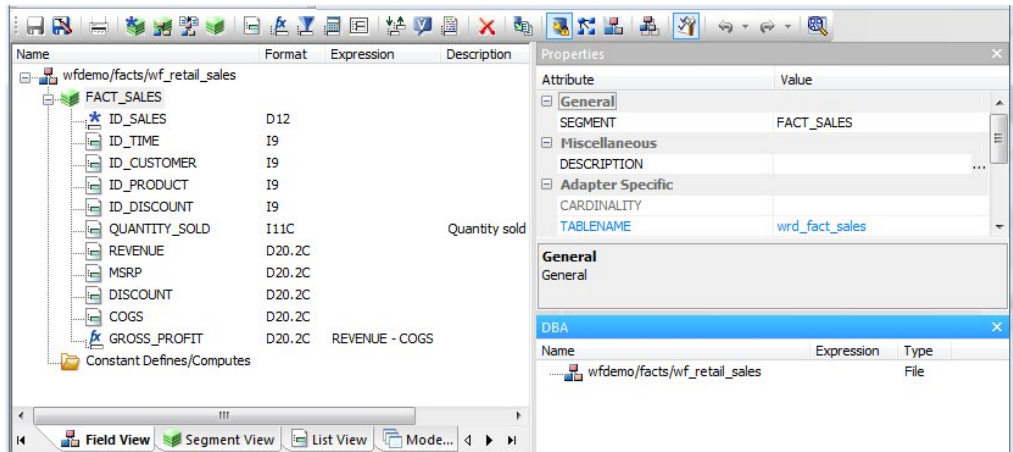 Name Format Expression Description
wfdemo/facts/wf_retail_sales
FACT_SALES
ID_SALES D12
ID_TIME I9
ID_CUSTOMER I9
ID_PRODUCT I9
ID_DISCOUNT I9
QUANTITY_SOLD I11C Quantity sold
REVENUE D20.2C
MSRP D20.2C
DISCOUNT D20.2C
COGS D20.2C
GROSS_PROFIT D20.2C REVENUE - COGS
Constant Defines/Computes
Field View Segment View List View Mode...
Properties
Attribute Value
General
SEGMENT FACT_SALES
Miscellaneous
DESCRIPTION ...
Adapter Specific
CARDINALITY
TABLENAME wrd_fact_sales
General
General
DBA
Name Expression Type
wfdemo/facts/wf_retail_sales File